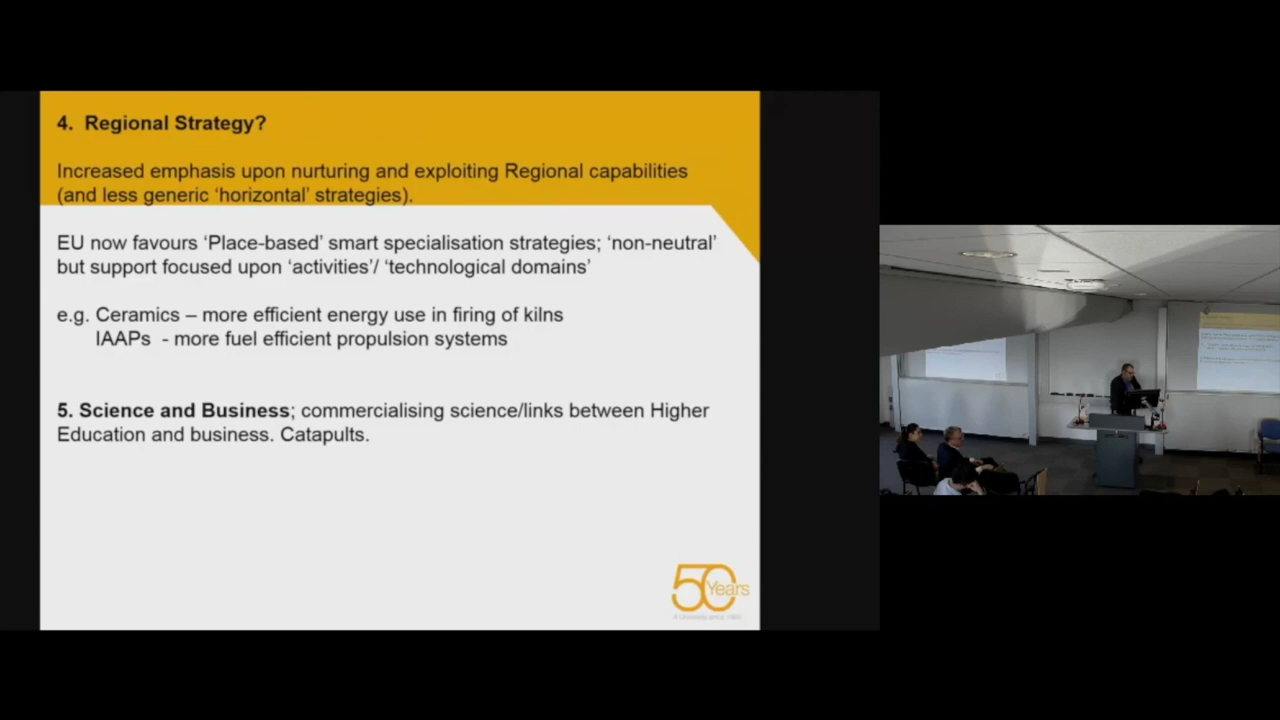 4. Regional Strategy?
Increased emphasis upon nurturing and exploiting Regional capabilities
(and less generic ‘horizontal’ strategies).
EU now favours ‘Place-based’ smart specialisation strategies; ‘non-neutral’
but support focused upon ‘activities’/ ‘technological domains’
e.g. Ceramics – more efficient energy use in firing of kilns
IAAPs - more fuel efficient propulsion systems
5. Science and Business; commercialising science/links between Higher
Education and business. Catapults.
50 Years